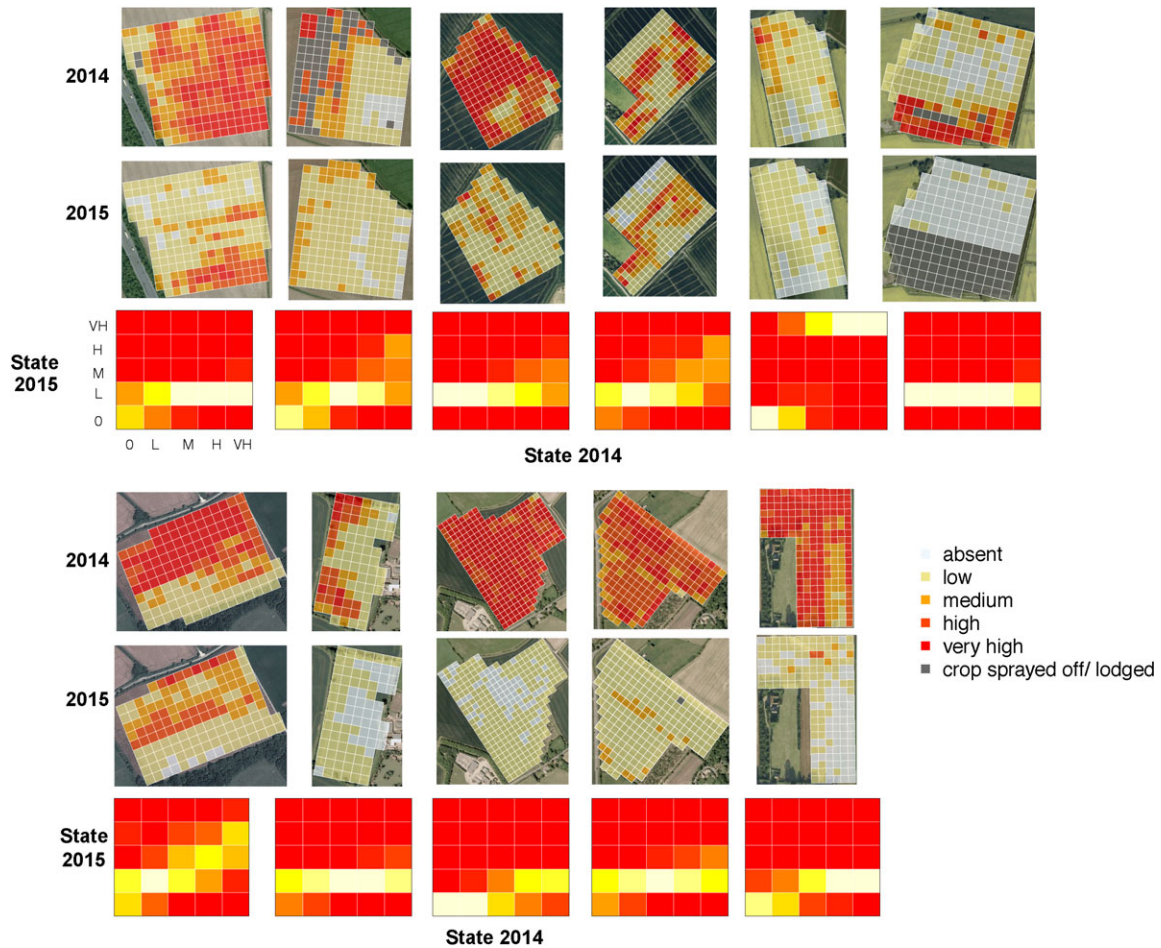 2014
2015
State
2015
VH
H
M
L
0
0 L M H VH
State 2014
2014
2015
State
2015
State 2014
absent
low
medium
high
very high
crop sprayed off/ lodged